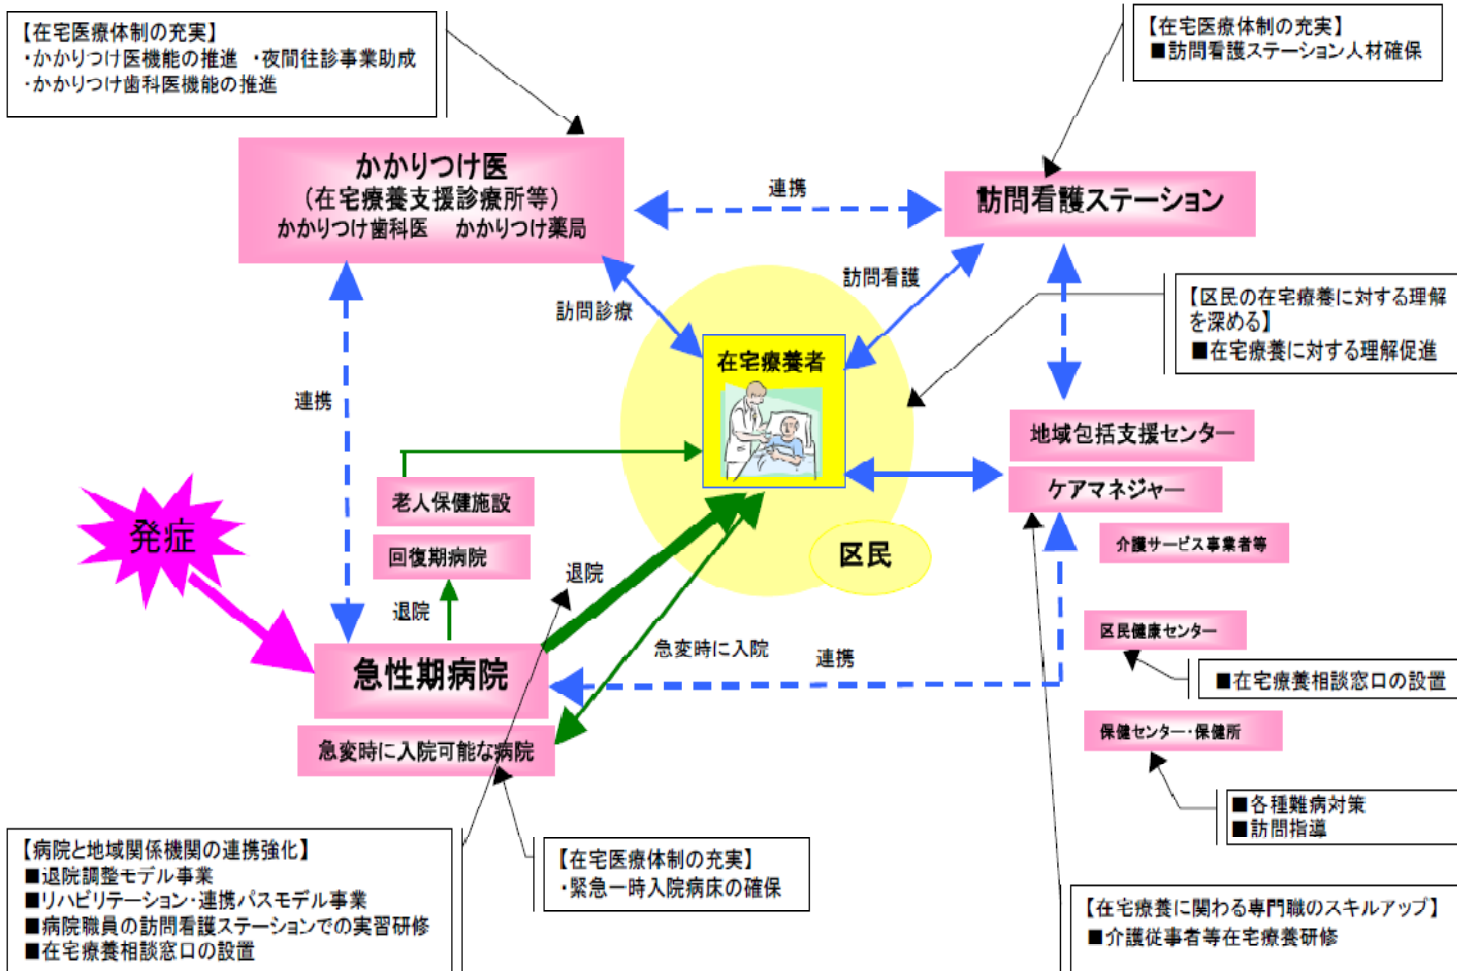 【在宅医療体制の充実】
・かかりつけ医機能の推進　・夜間往診事業助成
・かかりつけ歯科医機能の推進
【在宅医療体制の充実】
■訪問看護ステーション人材確保
かかりつけ医
（在宅療養支援診療所等）
かかりつけ歯科医　かかりつけ薬局
連携
訪問看護ステーション
訪問診療
訪問看護
【区民の在宅療養に対する理解
を深める】
■在宅療養に対する理解促進
在宅療養者
連携
地域包括支援センター
ケアマネジャー
老人保健施設
発症
回復期病院
介護サービス事業者等
区民
退院
退院
急変時に入院
連携
区民健康センター
急性期病院
■在宅療養相談窓口の設置
急変時に入院可能な病院
保健センター・保健所
■各種難病対策
■訪問指導
【病院と地域関係機関の連携強化】
■退院調整モデル事業
■リハビリテーション・連携パスモデル事業
■病院職員の訪問看護ステーションでの実習研修
■在宅療養相談窓口の設置
【在宅医療体制の充実】
・緊急一時入院病床の確保
【在宅療養に関わる専門職のスキルアップ】
■介護従事者等在宅療養研修